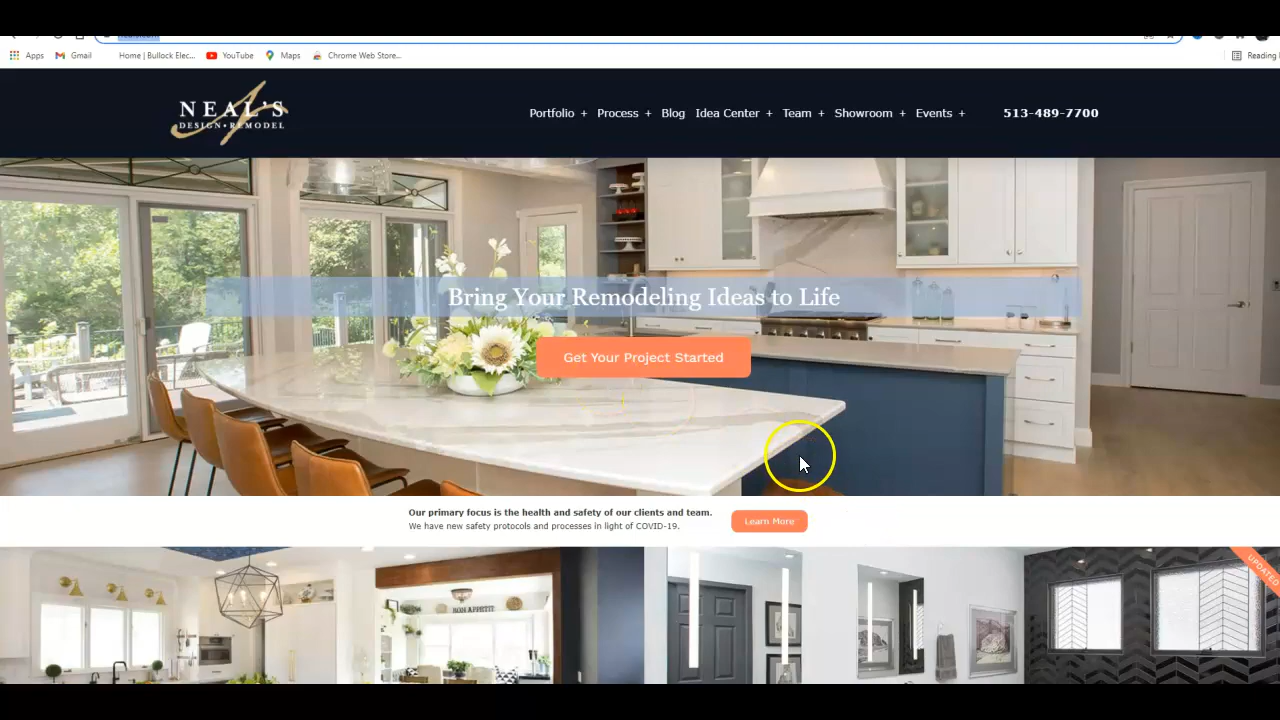 Apps Gmail Home | Bullock Elec... YouTube Maps Chrome Web Store... Reading
NEAL'S
DESIGN•REMODEL
Portfolio + Process + Blog Idea Center + Team + Showroom + Events + 513-489-7700
Bring Your Remodeling Ideas to Life
Get Your Project Started
Our primary focus is the health and safety of our clients and team.
We have new safety protocols and processes in light of COVID-19.
Learn More
UPDATED
BON APPETIT